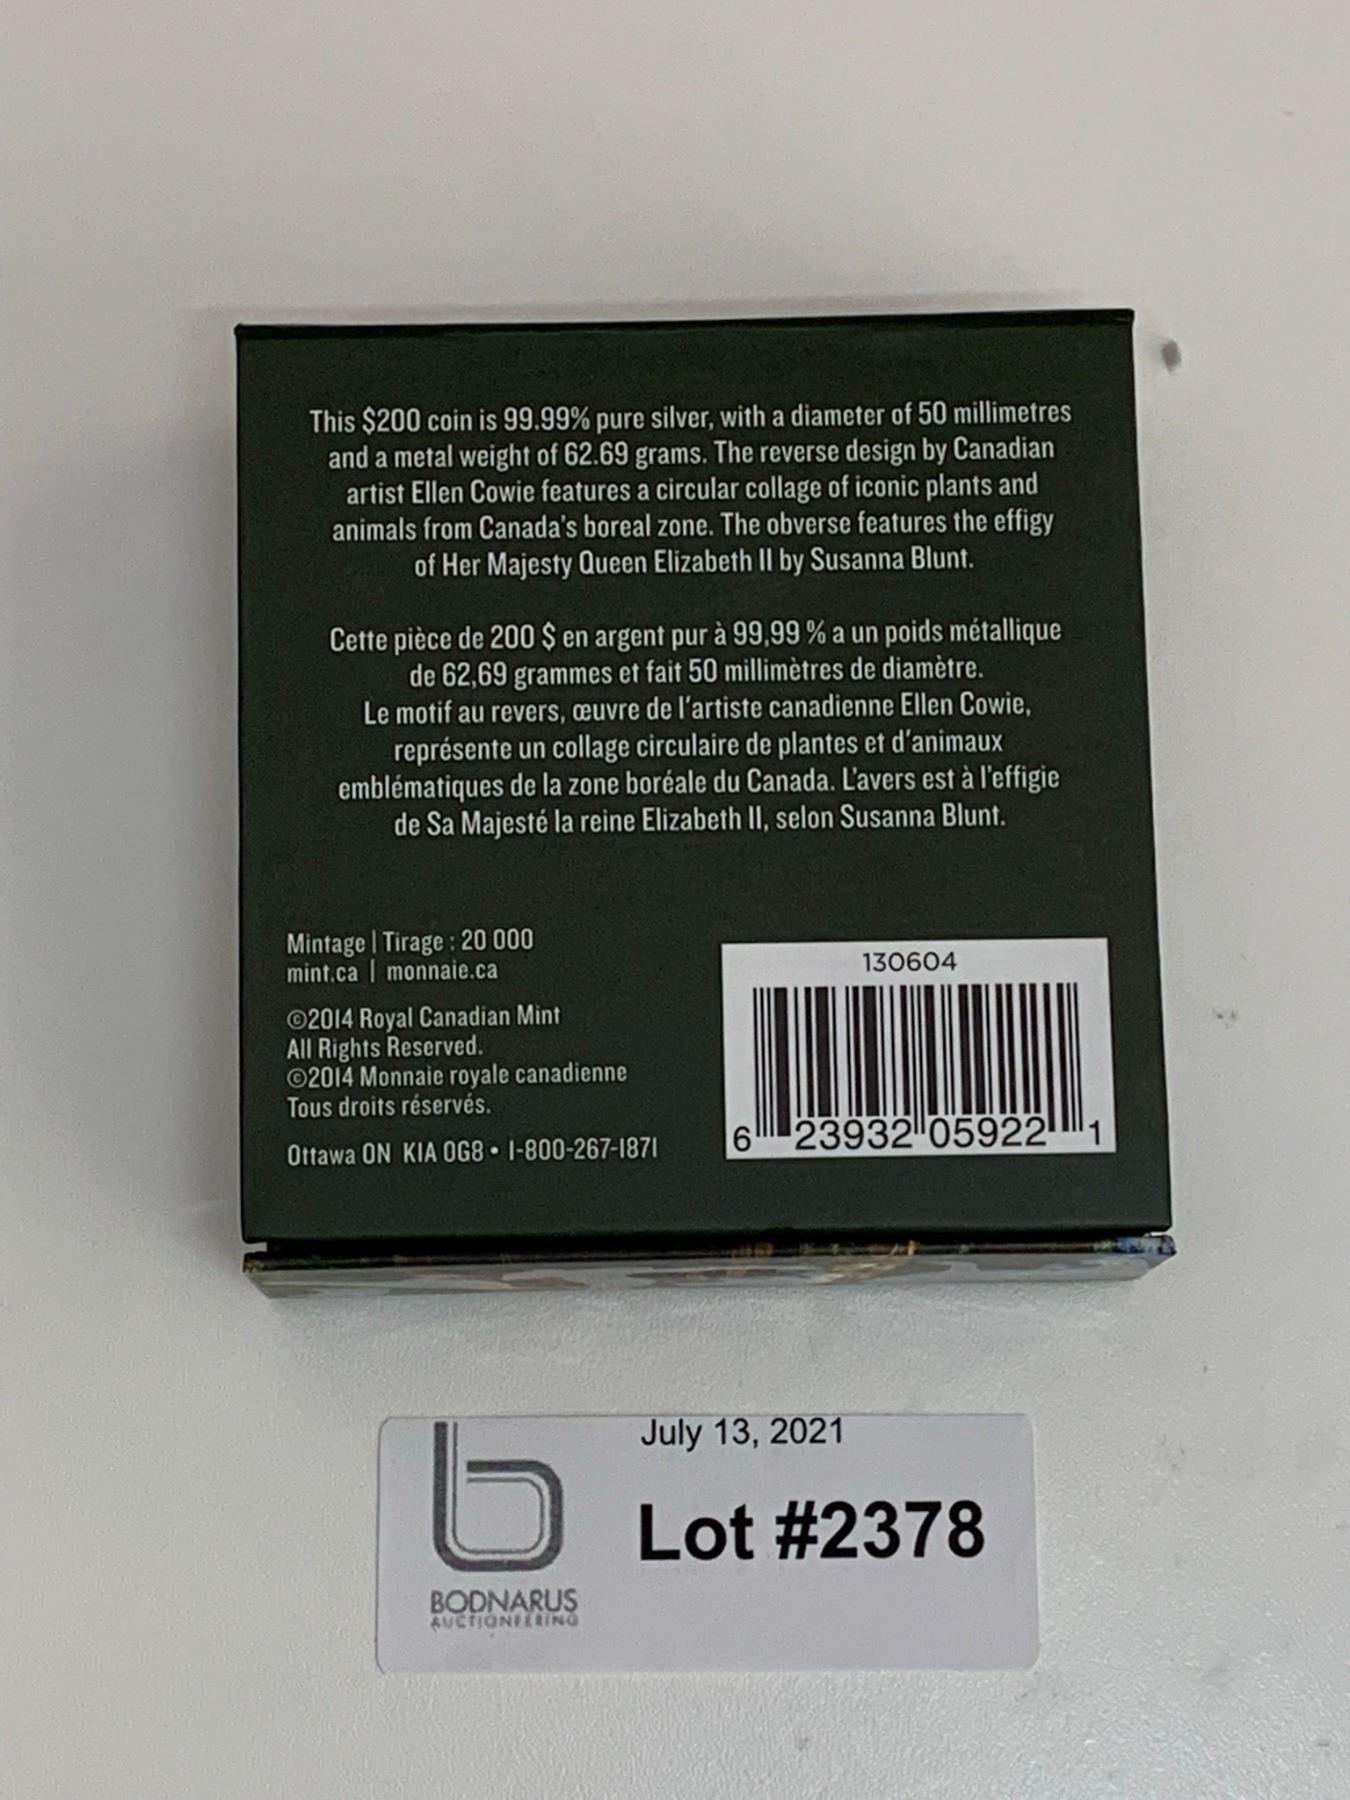 This $200 coin is 99.99% pure silver, with a diameter of 50 millimetres
and a metal weight of 62.69 grams. The reverse design by Canadian
artist Ellen Cowie features a circular collage of iconic plants and
animals from Canada's boreal zone. The obverse features the effigy
of Her Majesty Queen Elizabeth II by Susanna Blunt.
Cette pièce de 200 $ en argent pur à 99,99 % a un poids métallique
de 62,69 grammes et fait 50 millimètres de diamètre.
Le motif au revers, œuvre de l'artiste canadienne Ellen Cowie,
représente un collage circulaire de plantes et d'animaux
emblématiques de la zone boréale du Canada. L'avers est à l'effigie
de Sa Majesté la reine Elizabeth II, selon Susanna Blunt.
Mintage | Tirage : 20 000
mint.ca | monnaie.ca
©2014 Royal Canadian Mint
All Rights Reserved.
©2014 Monnaie royale canadienne
Tous droits réservés.
Ottawa ON K1A 0G8 • 1-800-267-1871
130604
6 23932 05922 1
July 13, 2021
Lot #2378
b
BODNARUS
AUCTIONEERING